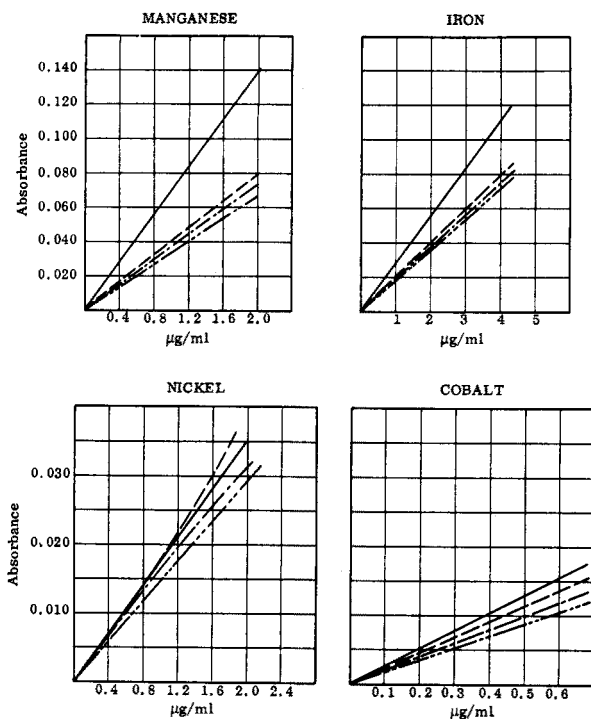 MANGANESE
IRON
0.140
0.120
0.100
0.080
0.060
0.040
0.020
Absorbance
0.4 0.8 1.2 1.6 2.0
µg/ml
1 2 3 4 5
µg/ml
NICKEL
COBALT
0.030
0.020
0.010
Absorbance
0.4 0.8 1.2 1.6 2.0 2.4
µg/ml
0.1 0.2 0.3 0.4 0.5 0.6
µg/ml